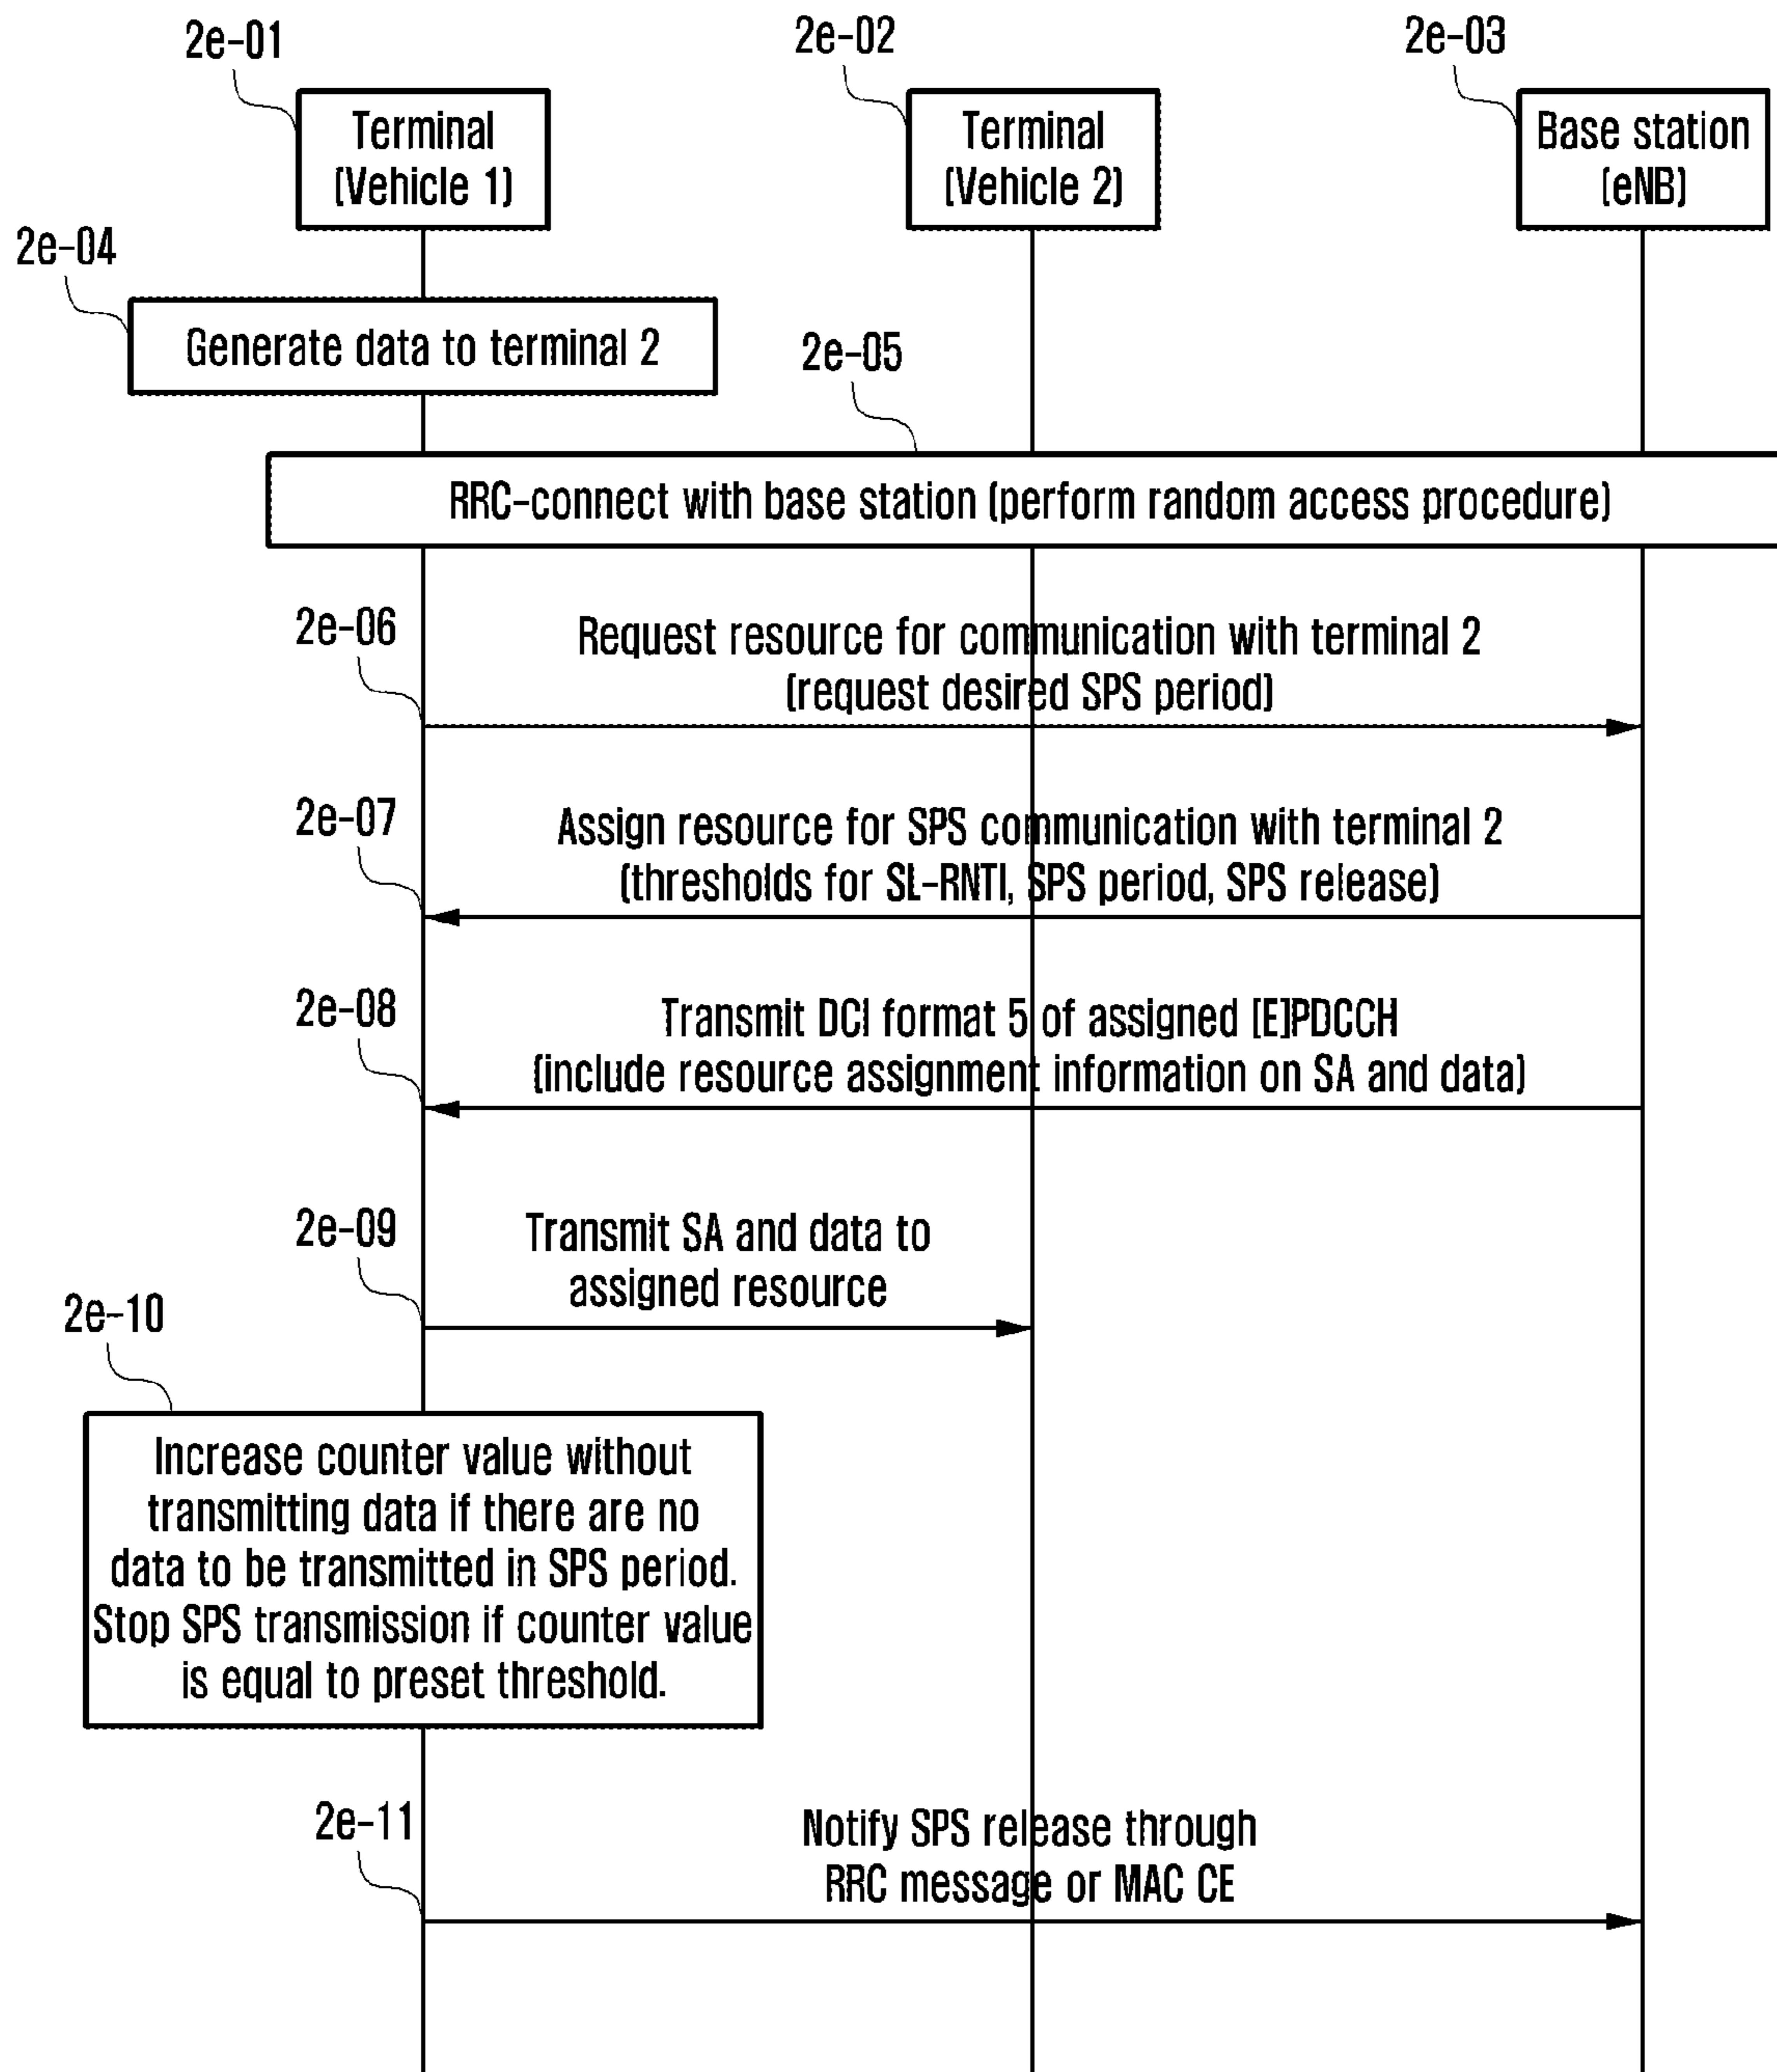 2e-01
2e-02
2e-03
Terminal
(Vehicle 1)
Terminal
(Vehicle 2)
Base station
(eNB)
2e-04
Generate data to terminal 2
2e-05
RRC-connect with base station (perform random access procedure)
2e-06
Request resource for communication with terminal 2
(request desired SPS period)
2e-07
Assign resource for SPS communication with terminal 2
(thresholds for SL-RNTI, SPS period, SPS release)
2e-08
Transmit DCI format 5 of assigned [E]PDCCH
(include resource assignment information on SA and data)
2e-09
Transmit SA and data to
assigned resource
2e-10
Increase counter value without
transmitting data if there are no
data to be transmitted in SPS period.
Stop SPS transmission if counter value
is equal to preset threshold.
2e-11
Notify SPS release through
RRC message or MAC CE